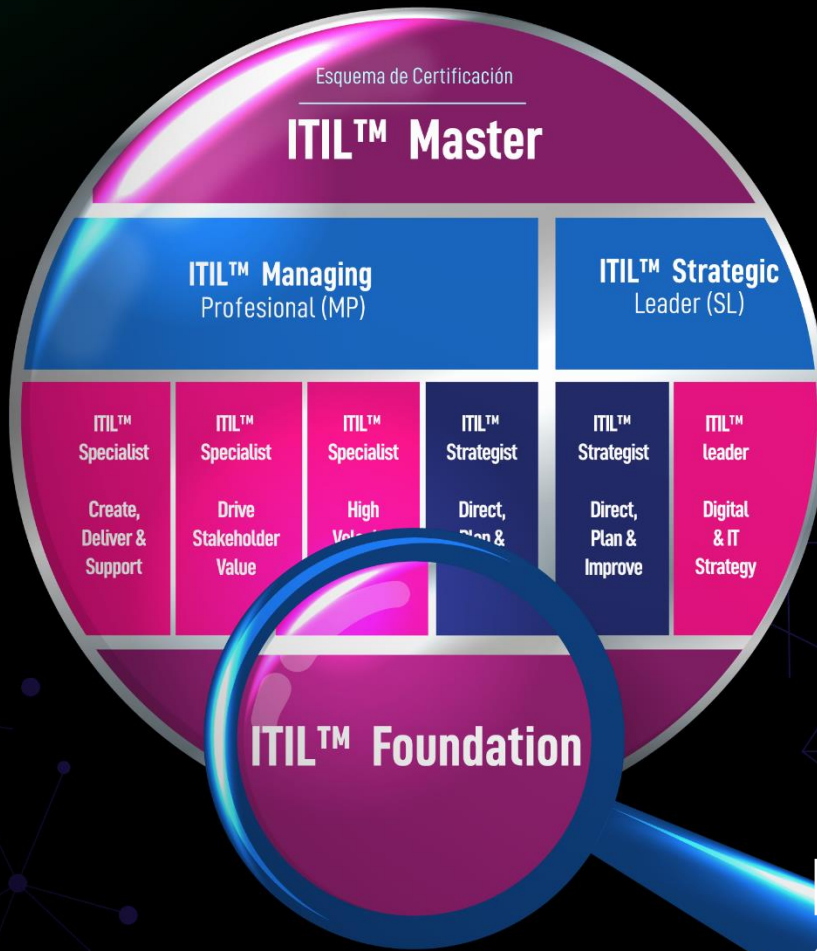 Esquema de Certificación
ITIL™ Master
ITIL™ Managing
Profesional (MP)
ITIL™ Strategic
Leader (SL)
ITIL™
Specialist
Create,
Deliver &
Support
ITIL™
Specialist
Drive
Stakeholder
Value
ITIL™
Specialist
High
ITIL™
Strategist
Direct,
Plan &
ITIL™
Strategist
Direct,
Plan &
Improve
ITIL™
leader
Digital
& IT
Strategy
ITIL™ Foundation